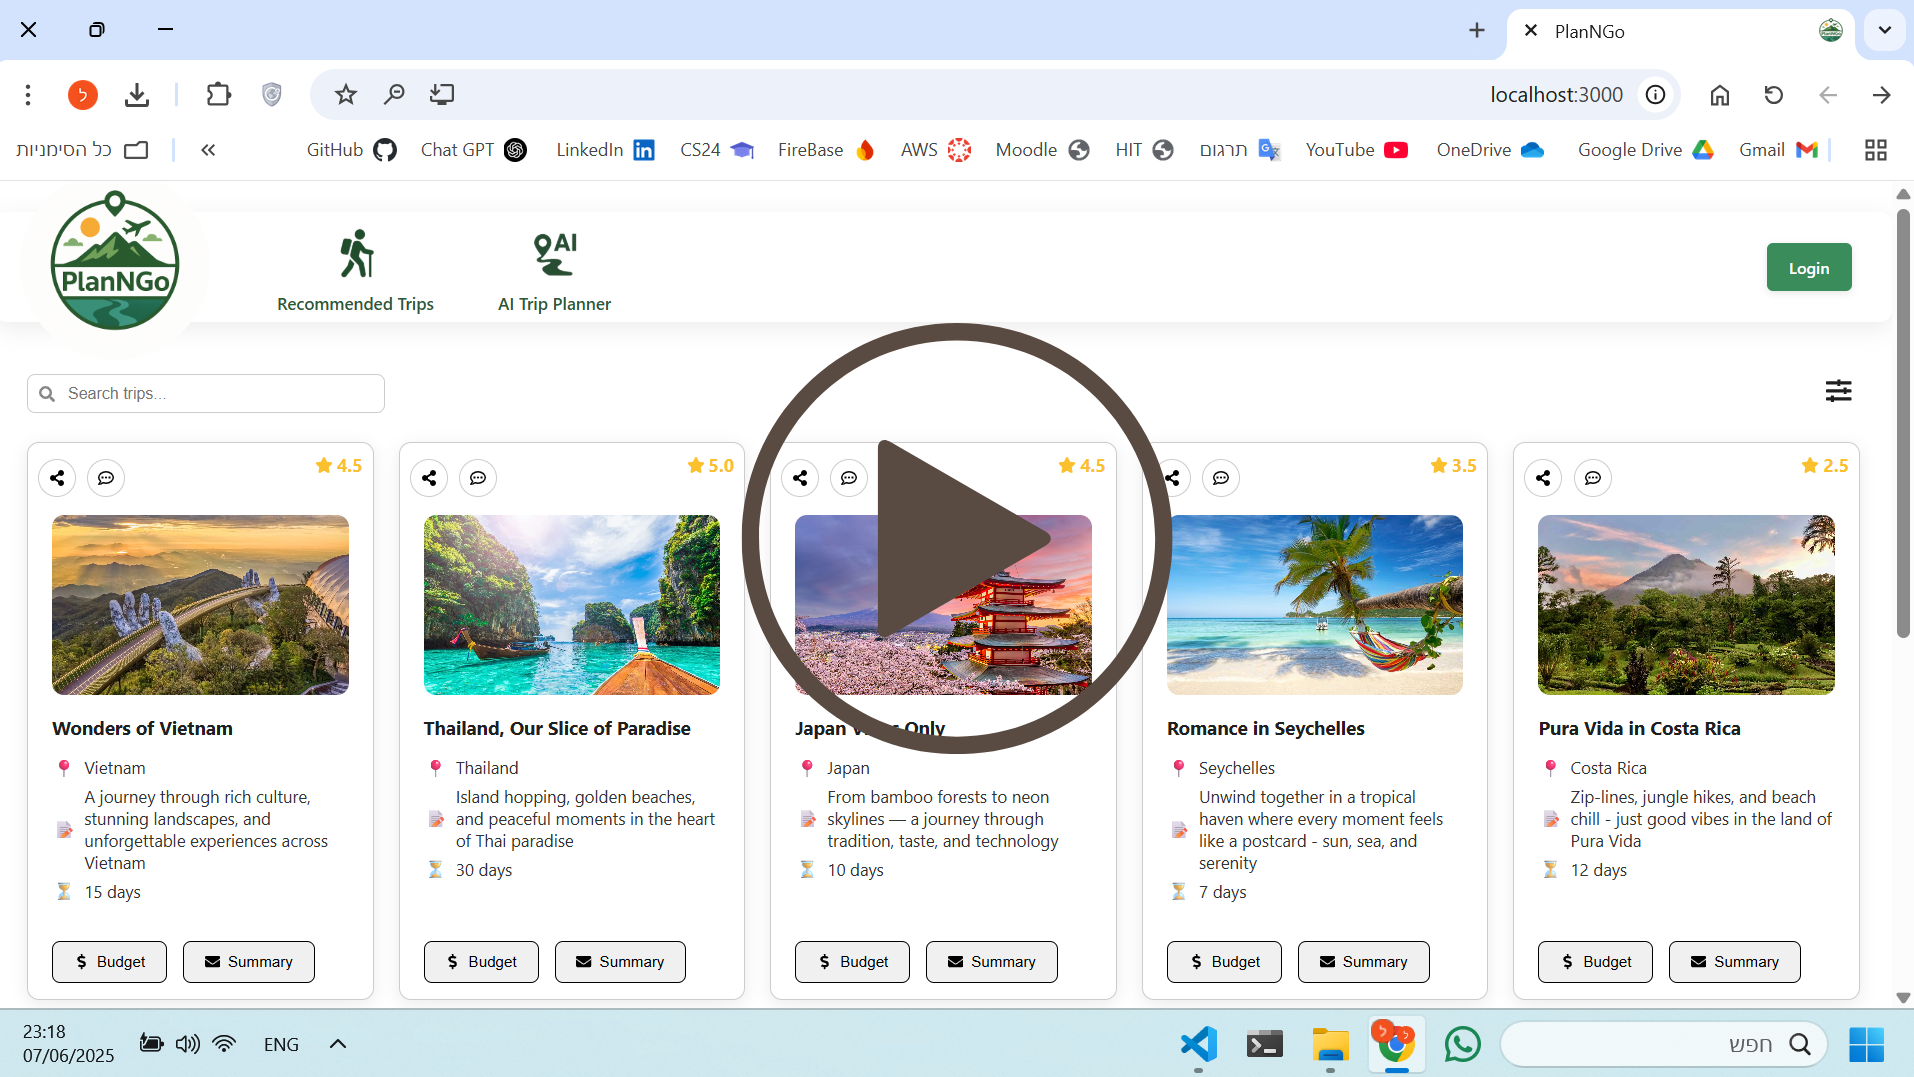 PlanNGo
localhost:3000
כל הסימניות
GitHub
Chat GPT
LinkedIn
CS24
FireBase
AWS
Moodle
HIT
תרגום
YouTube
OneDrive
Google Drive
Gmail
PlanNGo
Recommended Trips
AI
AI Trip Planner
Login
Search trips...
4.5
Wonders of Vietnam
Vietnam
A journey through rich culture,
stunning landscapes, and
unforgettable experiences across
Vietnam
15 days
Budget
Summary
5.0
Thailand, Our Slice of Paradise
Thailand
Island hopping, golden beaches,
and peaceful moments in the heart
of Thai paradise
30 days
Budget
Summary
4.5
Japan Only
Japan
From bamboo forests to neon
skylines — a journey through
tradition, taste, and technology
10 days
Budget
Summary
3.5
Romance in Seychelles
Seychelles
Unwind together in a tropical
haven where every moment feels
like a postcard - sun, sea, and
serenity
7 days
Budget
Summary
2.5
Pura Vida in Costa Rica
Costa Rica
Zip-lines, jungle hikes, and beach
chill - just good vibes in the land of
Pura Vida
12 days
Budget
Summary
23:18
07/06/2025
ENG
חפש